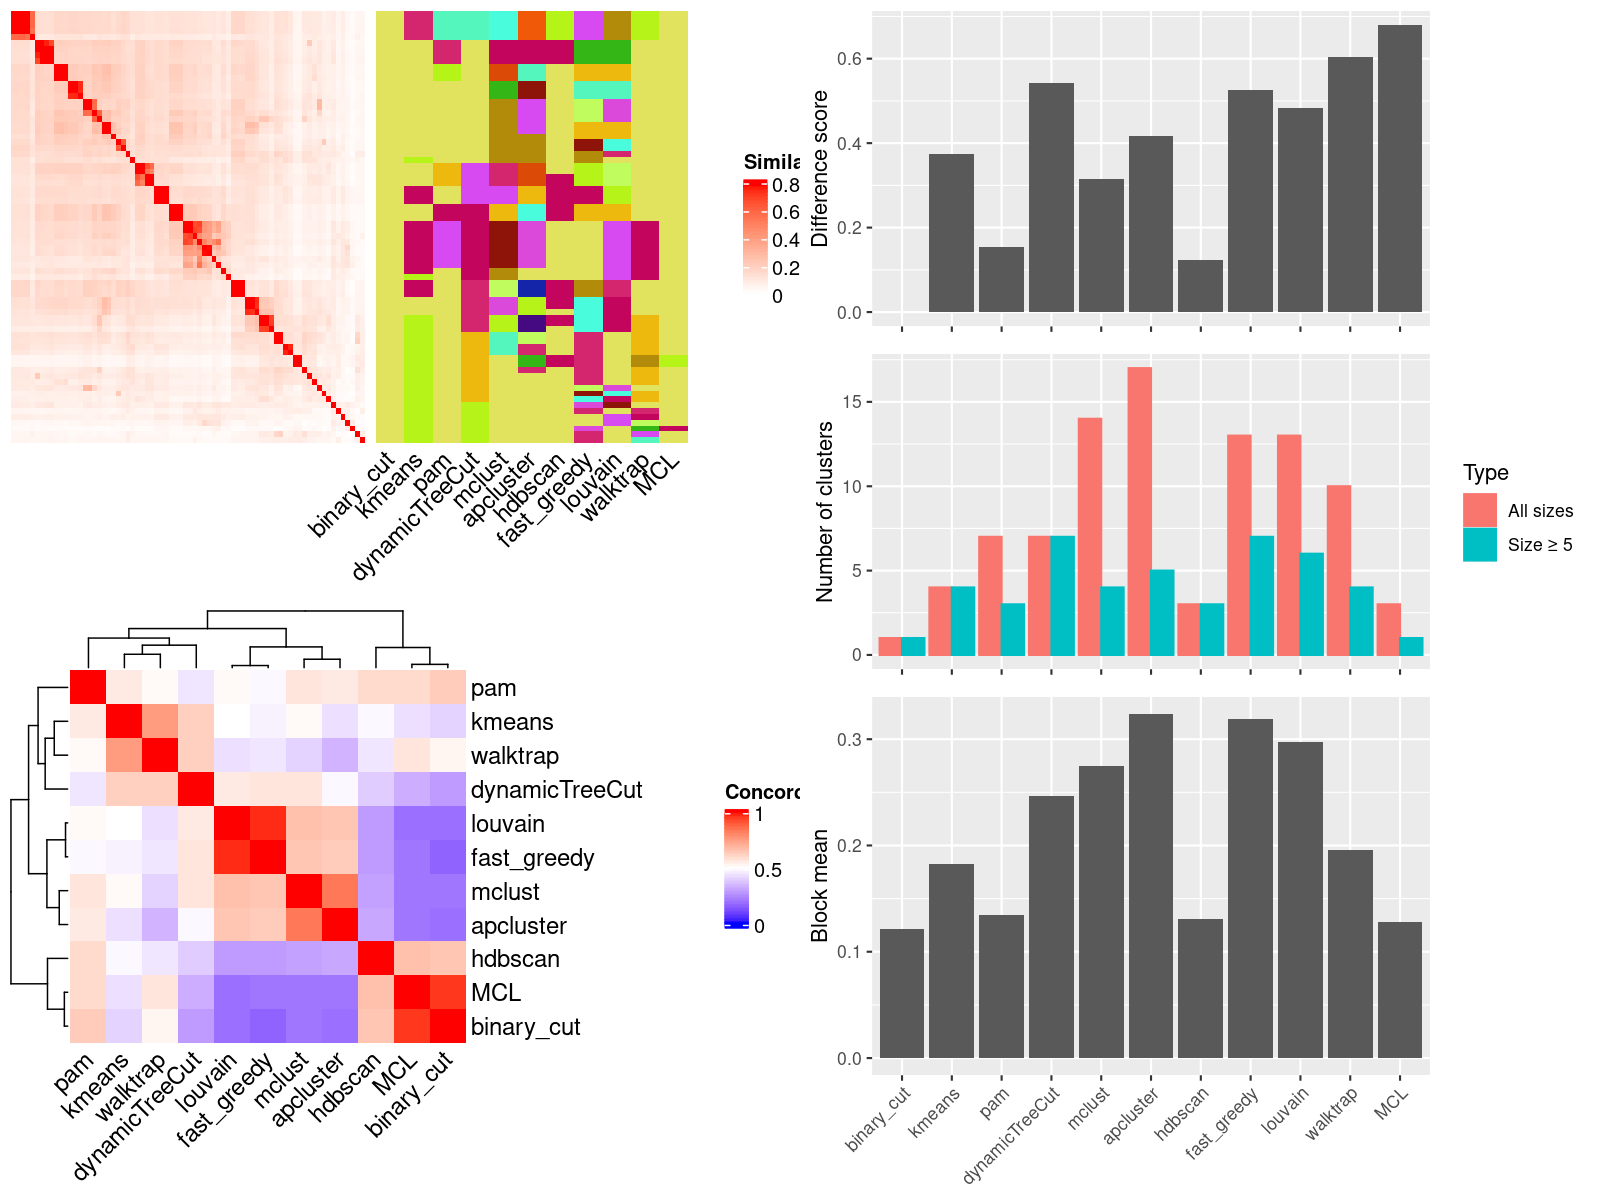 Simila
0.8
0.6
0.4
0.2
0
binary_cut
kmeans
pam
dynamicTreeCut
mclust
apcluster
hdbscan
fast_greedy
louvain
walktrap
MCL
pam
kmeans
walktrap
dynamicTreeCut
louvain
fast_greedy
mclust
apcluster
hdbscan
MCL
binary_cut
pam
kmeans
walktrap
dynamicTreeCut
louvain
fast_greedy
mclust
apcluster
hdbscan
MCL
binary_cut
Concord
1
0.5
0
Difference score
0.6
0.4
0.2
0.0
Number of clusters
15
10
5
0
Type
All sizes
Size ≥ 5
Block mean
0.3
0.2
0.1
0.0
binary_cut
kmeans
pam
dynamicTreeCut
mclust
apcluster
hdbscan
fast_greedy
louvain
walktrap
MCL